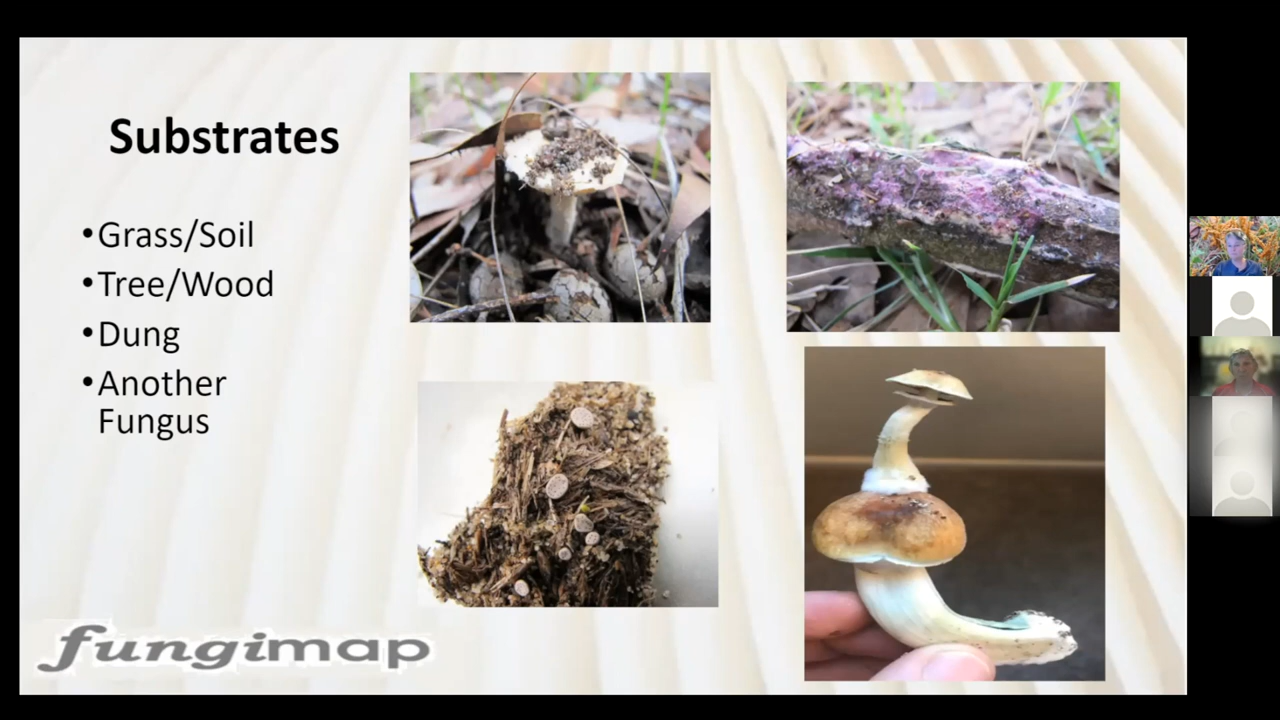 Substrates
•Grass/Soil
•Tree/Wood
•Dung
•Another
Fungus
fungimap